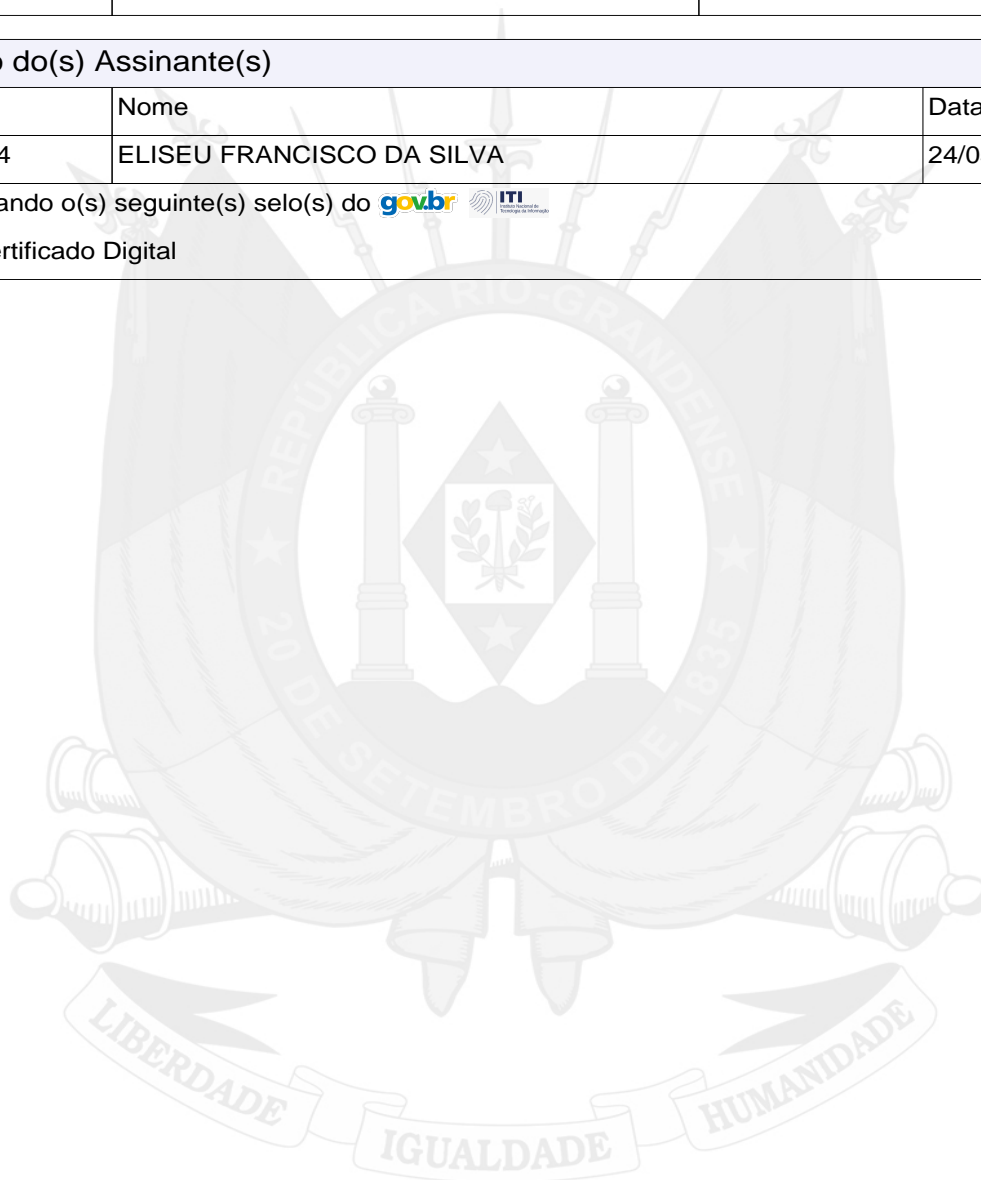 o do(s) Assinante(s)
Nome Data
4 ELISEU FRANCISCO DA SILVA 24/0
ando o(s) seguinte(s) selo(s) do gov.br ITI
rtificado Digital
REPÚBLICA RIO-GRANDENSE
20 DE SETEMBRO DE 1835
LIBERDADE IGUALDADE HUMANIDADE